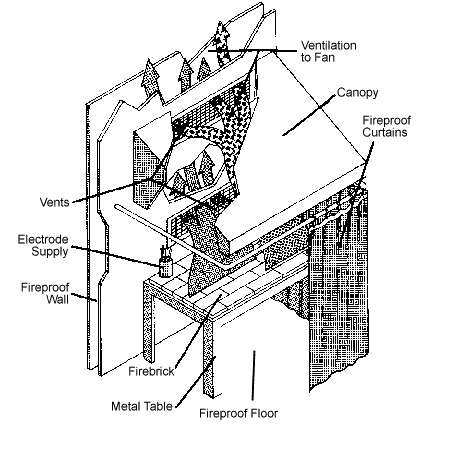 Ventilation
to Fan
Canopy
Fireproof
Curtains
Vents
Electrode
Supply
Fireproof
Wall
Firebrick
Metal Table
Fireproof Floor